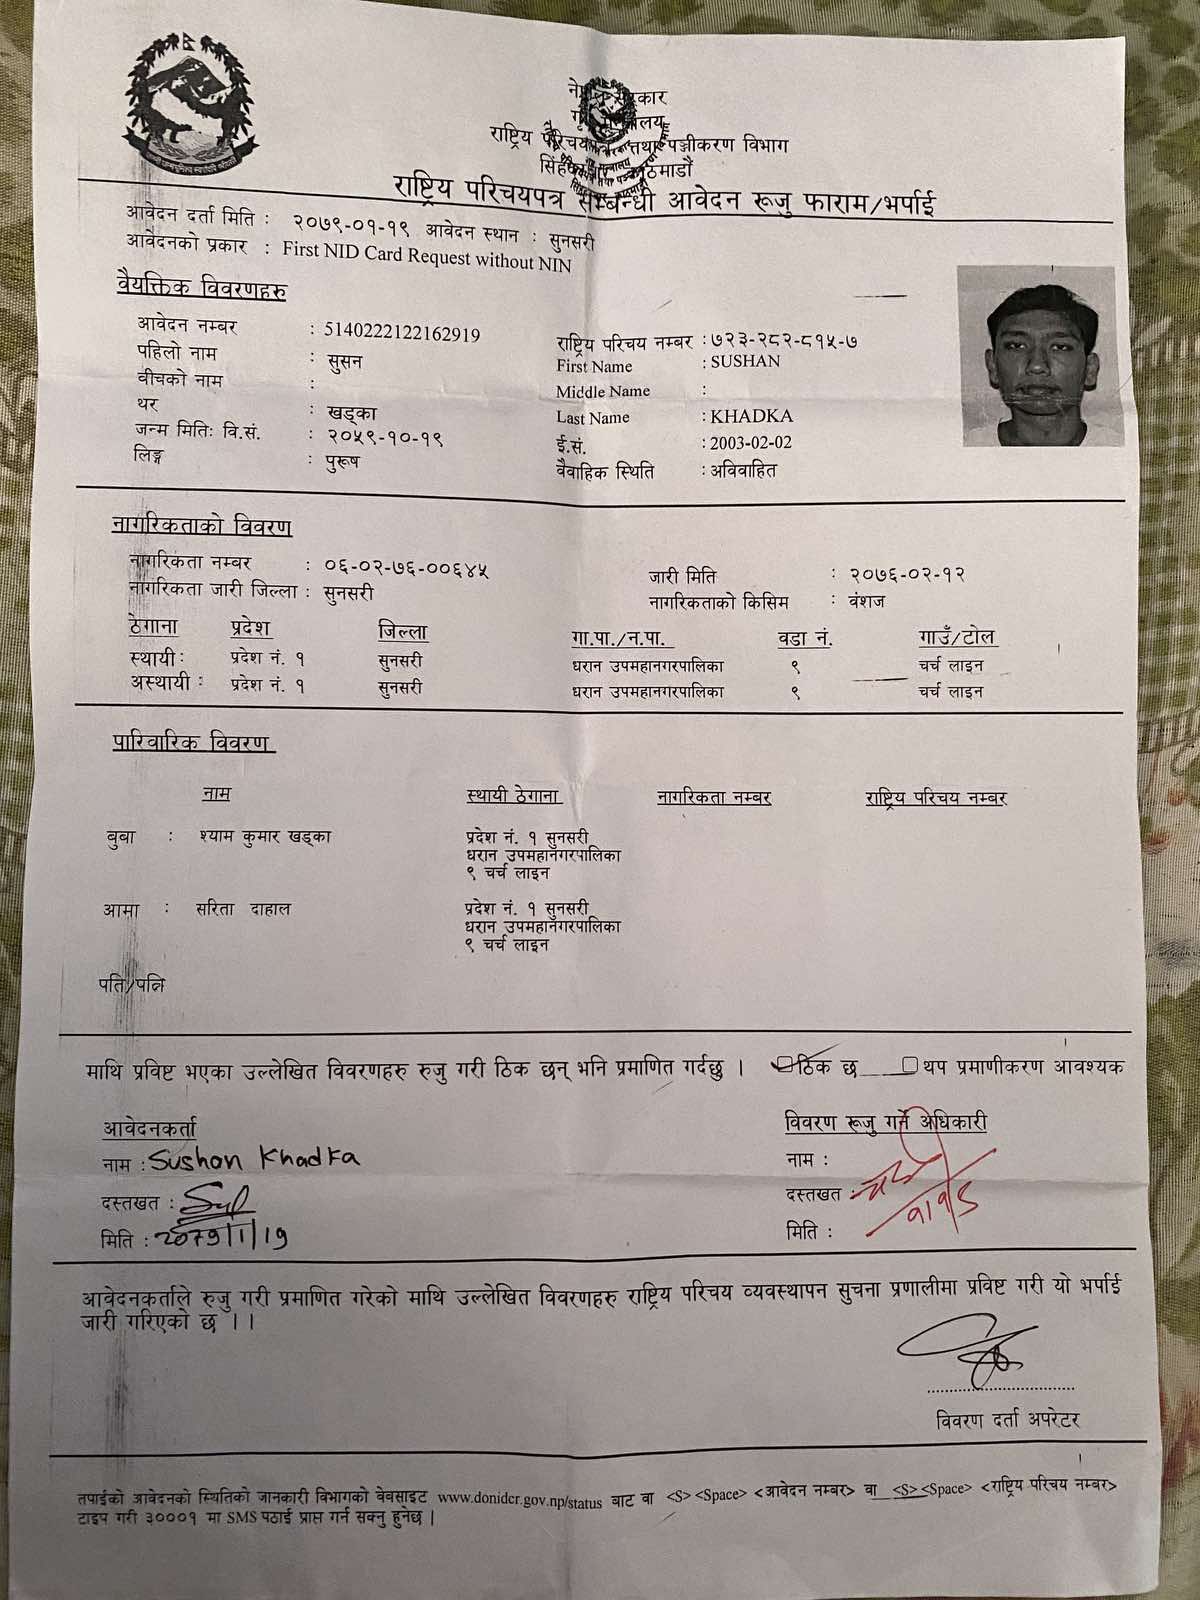 नेपाल सरकार
गृह मन्त्रालय
राष्ट्रिय परिचयपत्र तथा पञ्जीकरण विभाग
सिंहदरबार, काठमाडौं
राष्ट्रिय परिचयपत्र सम्बन्धी आवेदन रूजु फाराम/भर्पाई
आवेदन दर्ता मिति : २०७९-०१-१९ आवेदन स्थान : सुनसरी
आवेदनको प्रकार : First NID Card Request without NIN
वैयक्तिक विवरणहरु
आवेदन नम्बर : 5140222122162919 राष्ट्रिय परिचय नम्बर : ७२३-२८२-८१५-७
पहिलो नाम : सुसन First Name : SUSHAN
वीचको नाम : Middle Name :
थर : खड्का Last Name : KHADKA
जन्म मितिः वि.सं. : २०५९-१०-१९ ई.सं. : 2003-02-02
लिङ्ग : पुरूष वैवाहिक स्थिति : अविवाहित
नागरिकताको विवरण
नागरिकता नम्बर : ०६-०२-७६-००६४५ जारी मिति : २०७६-०२-१२
नागरिकता जारी जिल्ला : सुनसरी नागरिकताको किसिम : वंशज
ठेगाना प्रदेश जिल्ला गा.पा./न.पा. वडा नं. गाउँ/टोल
स्थायी : प्रदेश नं. १ सुनसरी धरान उपमहानगरपालिका ९ चर्च लाइन
अस्थायी : प्रदेश नं. १ सुनसरी धरान उपमहानगरपालिका ९ चर्च लाइन
पारिवारिक विवरण
नाम स्थायी ठेगाना नागरिकता नम्बर राष्ट्रिय परिचय नम्बर
बुबा : श्याम कुमार खड्का प्रदेश नं. १ सुनसरी
धरान उपमहानगरपालिका
९ चर्च लाइन
आमा : सरिता दाहाल प्रदेश नं. १ सुनसरी
धरान उपमहानगरपालिका
९ चर्च लाइन
पति/पत्नि
माथि प्रविष्ट भएका उल्लेखित विवरणहरु रुजु गरी ठिक छन् भनि प्रमाणित गर्दछु । ठिक छ थप प्रमाणीकरण आवश्यक
आवेदनकर्ता विवरण रूजु गर्ने अधिकारी
नाम : Sushan Khadka नाम :
दस्तखत : दस्तखत :
मिति : 2079/1/19 मिति :
आवेदनकर्ताले रुजु गरी प्रमाणित गरेको माथि उल्लेखित विवरणहरु राष्ट्रिय परिचय व्यवस्थापन सुचना प्रणालीमा प्रविष्ट गरी यो भर्पाई
जारी गरिएको छ ।।
विवरण दर्ता अपरेटर
तपाईको आवेदनको स्थितिको जानकारी विभागको वेवसाइट www.donidcr.gov.np/status बाट वा <S> <Space> <आवेदन नम्बर> वा <S> <Space> <राष्ट्रिय परिचय नम्बर>
टाइप गरी ३०००१ मा SMS पठाई प्राप्त गर्न सक्नु हुनेछ ।